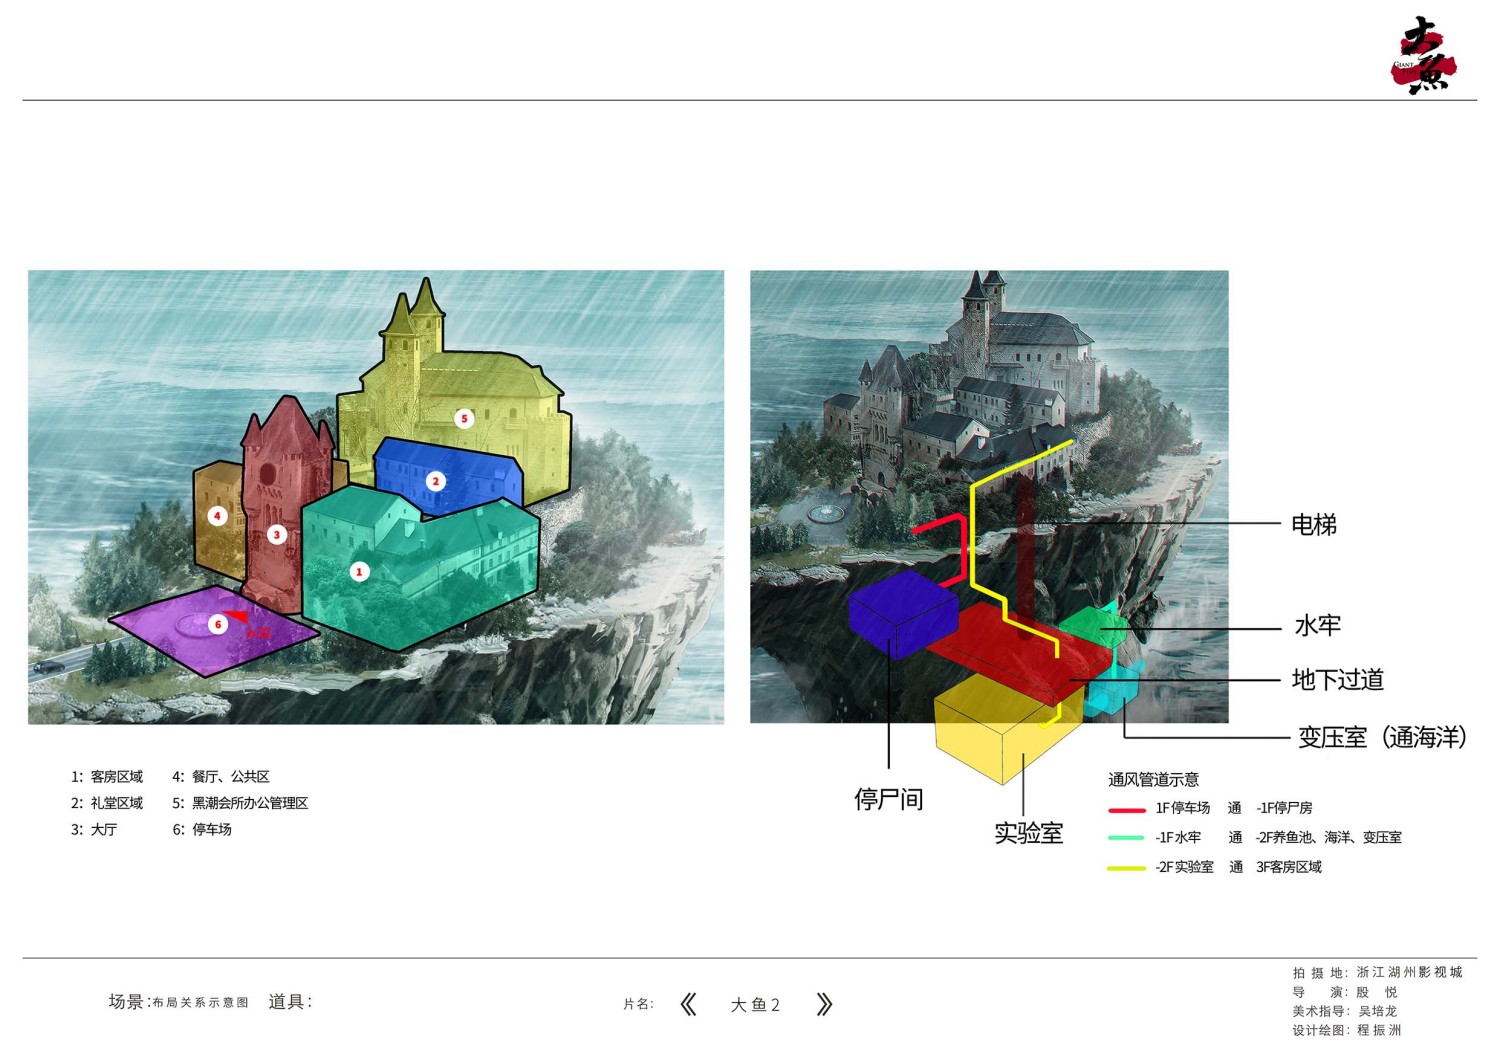 大鱼
GIANT
FISH
5
2
4
3
1
6
入口
电梯
水牢
地下过道
变压室（通海洋）
停尸间
实验室
1：客房区域 4：餐厅、公共区
2：礼堂区域 5：黑潮会所办公管理区
3：大厅 6：停车场
通风管道示意
1F停车场 通 -1F停尸房
-1F水牢 通 -2F养鱼池、海洋、变压室
-2F实验室 通 3F客房区域
场景:布局关系示意图 道具:
片名: 《 大鱼2 》
拍 摄 地：浙江湖州影视城
导 演：殷 悦
美术指导：吴培龙
设计绘图：程振洲